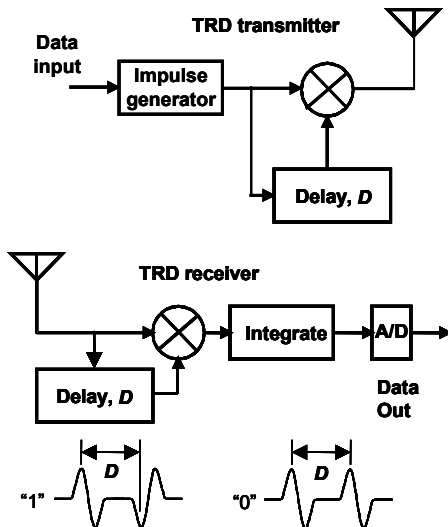 TRD transmitter
Data
input
Impulse
generator
Delay, D
TRD receiver
Integrate
A/D
Delay, D
Data
Out
D
D
“1”
“0”